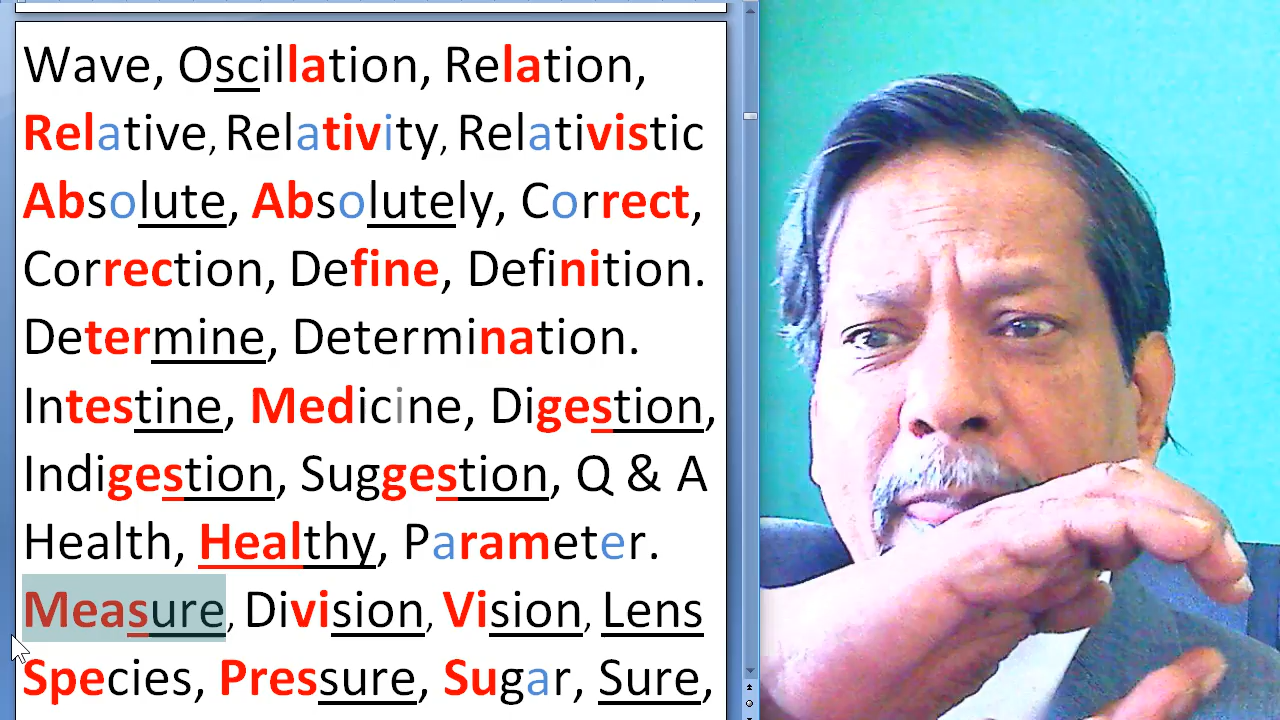 Wave, Oscillation, Relation,
Relative, Relativity, Relativistic
Absolute, Absolutely, Correct,
Correction, Define, Definition.
Determine, Determination.
Intestine, Medicine, Digestion,
Indigestion, Suggestion, Q & A
Health, Healthy, Parameter.
Measure, Division, Vision, Lens
Species, Pressure, Sugar, Sure,